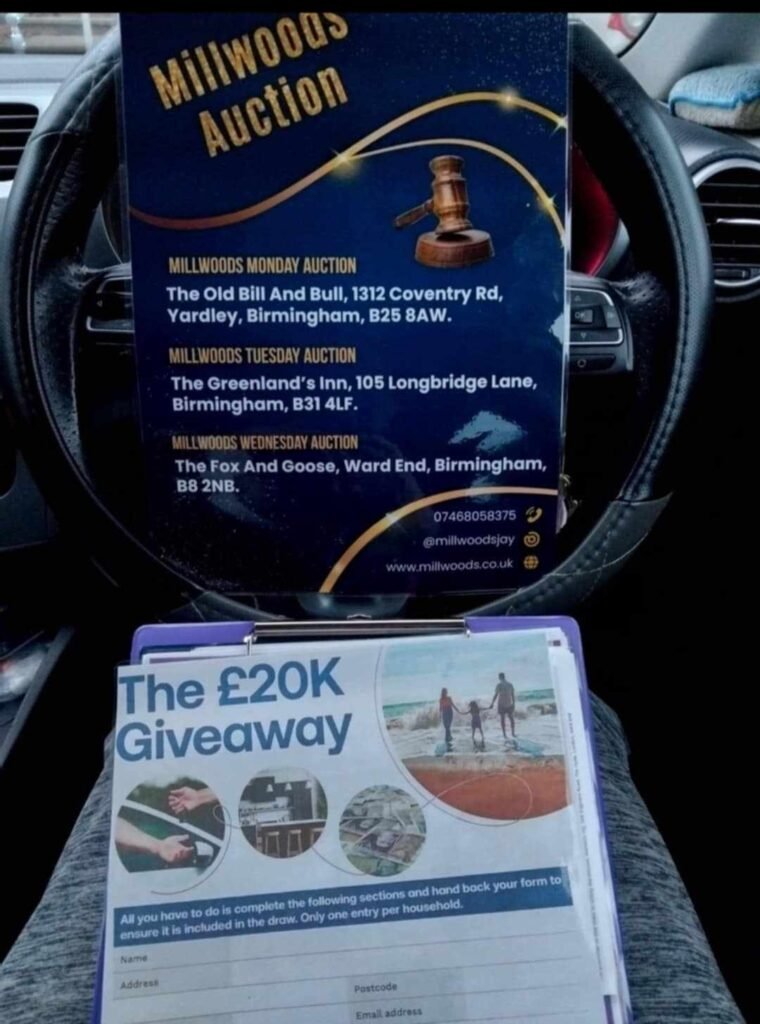 Millwoods
Auction
MILLWOODS MONDAY AUCTION
The Old Bill And Bull, 1312 Coventry Rd,
Yardley, Birmingham, B25 8AW.
MILLWOODS TUESDAY AUCTION
The Greenland's Inn, 105 Longbridge Lane,
Birmingham, B31 4LF.
MILLWOODS WEDNESDAY AUCTION
The Fox And Goose, Ward End, Birmingham,
B8 2NB.
07468058375
@millwoodsjay
www.millwoods.co.uk
OK
The £20K
Giveaway
All you have to do is complete the following sections and hand back your form to
ensure it is included in the draw. Only one entry per household.
Name
Address
Postcode
Email address